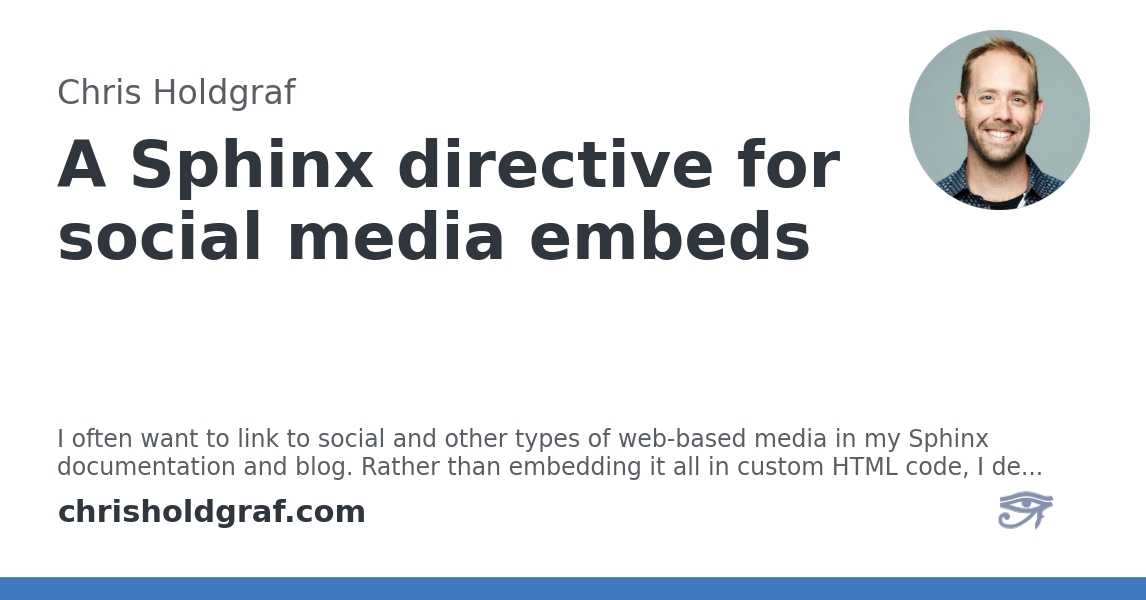 Chris Holdgraf
A Sphinx directive for
social media embeds
I often want to link to social and other types of web-based media in my Sphinx
documentation and blog. Rather than embedding it all in custom HTML code, I de...
chrisholdgraf.com